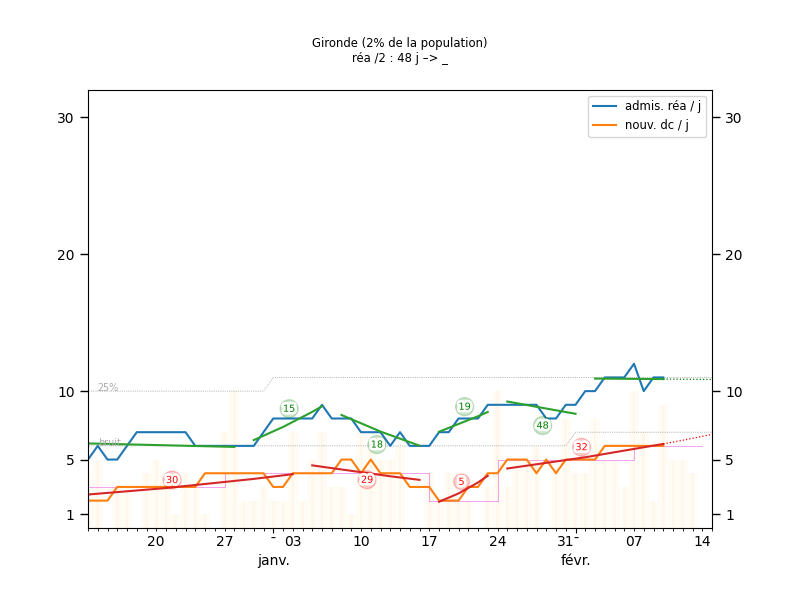 Gironde (2% de la population)
réa /2 : 48 j –> _
admis. réa / j
nouv. dc / j
30 30
20 20
10 10
5 5
1 1
25%
bruit
15 18 19 48
30 29 5 32
20 27 - 03 10 17 24 31 - 07 14
janv. févr.